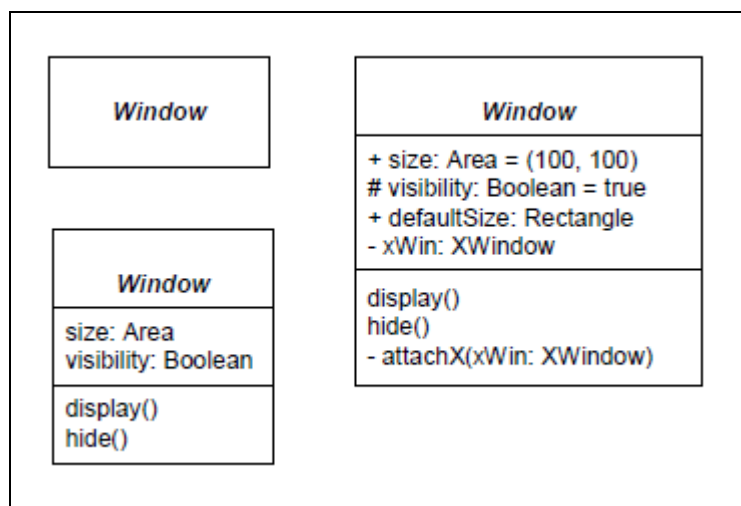 Window
Window
size: Area
visibility: Boolean
display()
hide()
Window
+ size: Area = (100, 100)
# visibility: Boolean = true
+ defaultSize: Rectangle
- xWin: XWindow
display()
hide()
- attachX(xWin: XWindow)